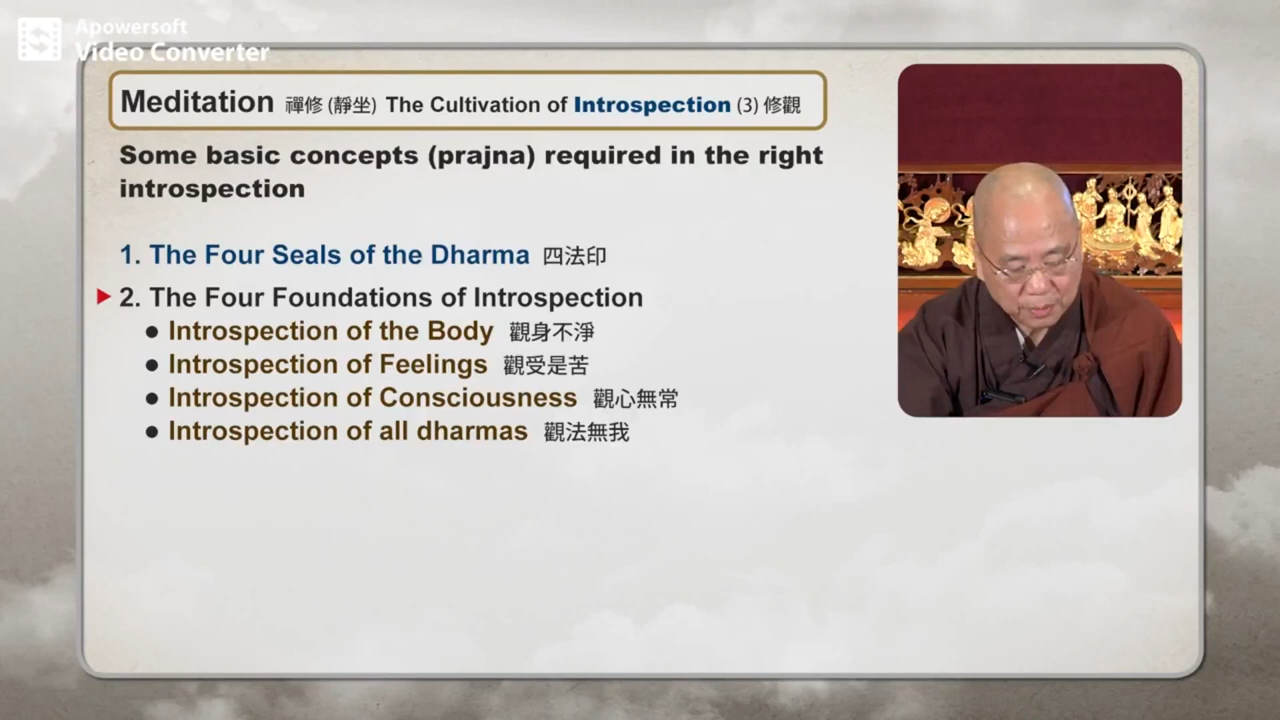 Apowersoft
Video Converter
Meditation 禪修 (靜坐) The Cultivation of Introspection (3) 修觀
Some basic concepts (prajna) required in the right
introspection
1. The Four Seals of the Dharma 四法印
2. The Four Foundations of Introspection
● Introspection of the Body 觀身不淨
● Introspection of Feelings 觀受是苦
● Introspection of Consciousness 觀心無常
● Introspection of all dharmas 觀法無我